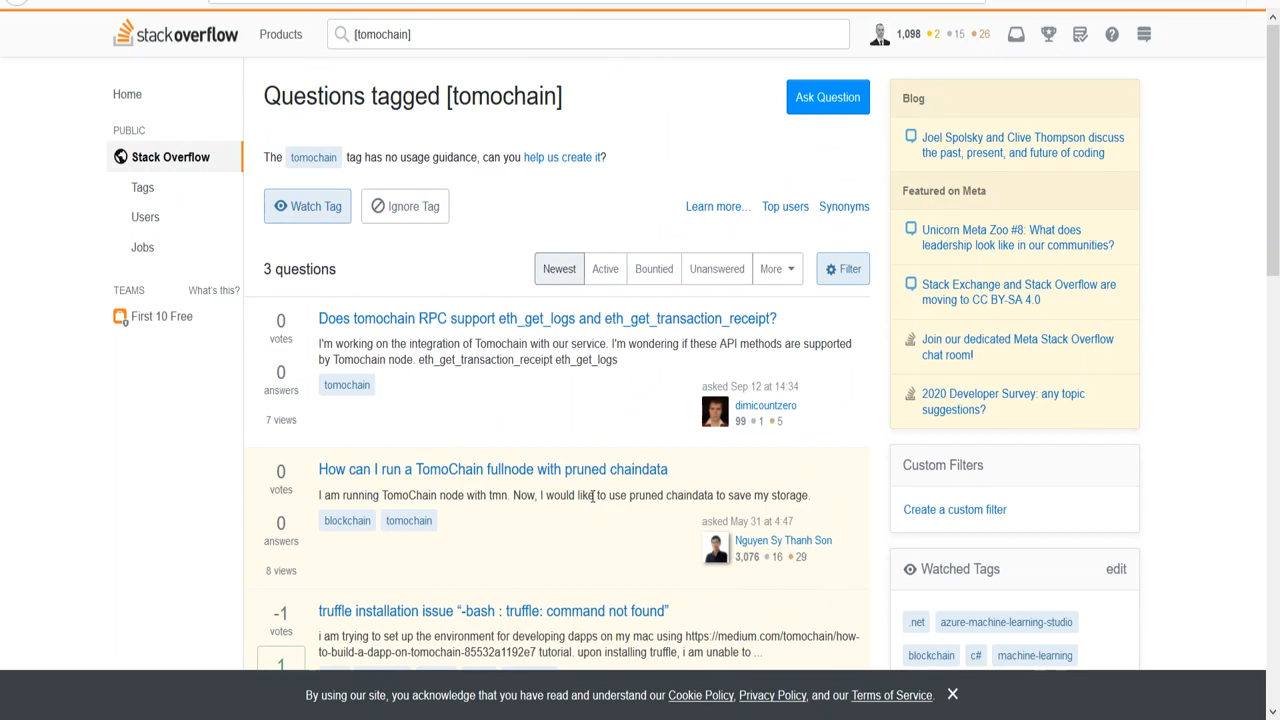 stackoverflow
Products
[tomochain]
1,098 2 15 26
Home
PUBLIC
Stack Overflow
Tags
Users
Jobs
TEAMS What's this?
First 10 Free
Questions tagged [tomochain]
Ask Question
The tomochain tag has no usage guidance, can you help us create it?
Watch Tag
Ignore Tag
Learn more... Top users Synonyms
3 questions
Newest Active Bountied Unanswered More
Filter
0
votes
0
answers
7 views
Does tomochain RPC support eth_get_logs and eth_get_transaction_receipt?
I'm working on the integration of Tomochain with our service. I'm wondering if these API methods are supported
by Tomochain node. eth_get_transaction_receipt eth_get_logs
tomochain
asked Sep 12 at 14:34
dimicountzero
99 1 5
0
votes
0
answers
8 views
How can I run a TomoChain fullnode with pruned chaindata
I am running TomoChain node with tmn. Now, I would like to use pruned chaindata to save my storage.
blockchain tomochain
asked May 31 at 4:47
Nguyen Sy Thanh Son
3,076 16 29
-1
votes
1
truffle installation issue “-bash : truffle: command not found”
i am trying to set up the environment for developing dapps on my mac using https://medium.com/tomochain/how-
to-build-a-dapp-on-tomochain-85532a1192e7 tutorial. upon installing truffle, i am unable to ...
Blog
Joel Spolsky and Clive Thompson discuss
the past, present, and future of coding
Featured on Meta
Unicorn Meta Zoo #8: What does
leadership look like in our communities?
Stack Exchange and Stack Overflow are
moving to CC BY-SA 4.0
Join our dedicated Meta Stack Overflow
chat room!
2020 Developer Survey: any topic
suggestions?
Custom Filters
Create a custom filter
Watched Tags edit
.net azure-machine-learning-studio
blockchain c# machine-learning
By using our site, you acknowledge that you have read and understand our Cookie Policy, Privacy Policy, and our Terms of Service.